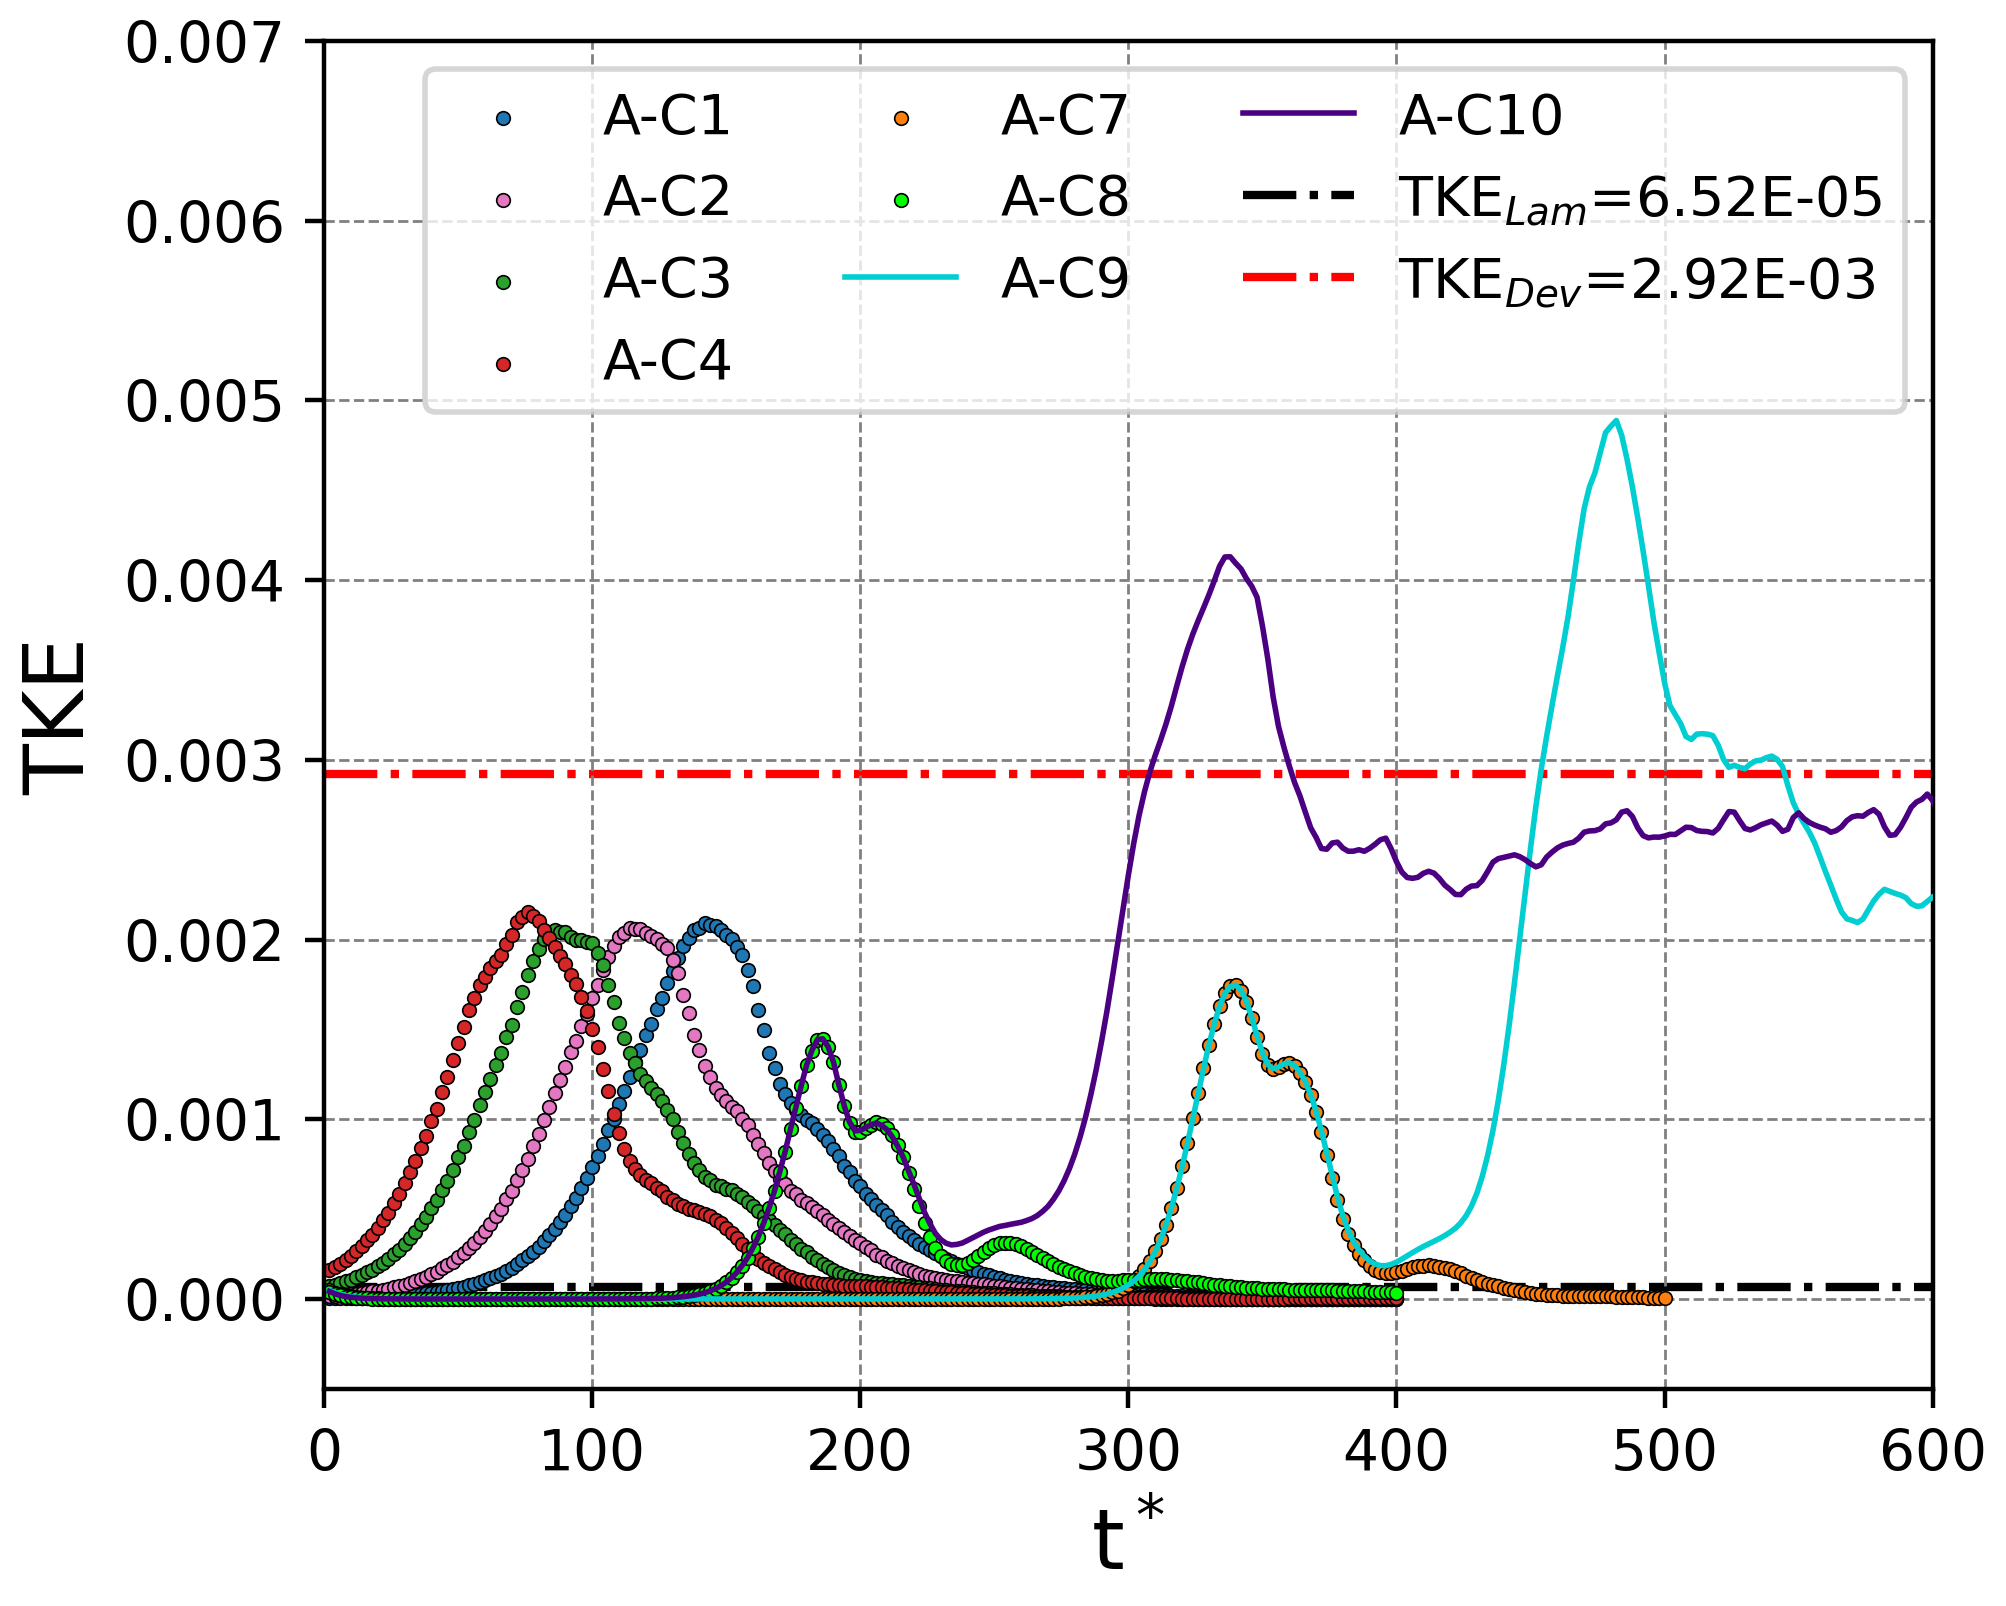 0.007
0.006
0.005
0.004
0.003
0.002
0.001
0.000
TKE
A-C1
A-C2
A-C3
A-C4
A-C7
A-C8
A-C9
A-C10
TKE_Lam=6.52E-05
TKE_Dev=2.92E-03
0 100 200 300 400 500 600
t*